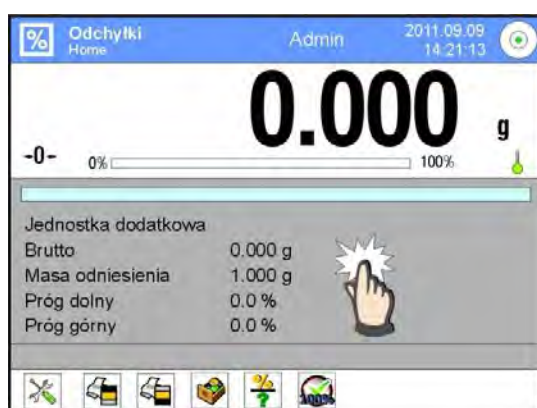 % Odchyłki Admin 2011.09.09
Home 14:21:13
0.000 g
-0- 0% 100%
Jednostka dodatkowa
Brutto 0.000 g
Masa odniesienia 1.000 g
Próg dolny 0.0 %
Próg górny 0.0 %
% ? 100%